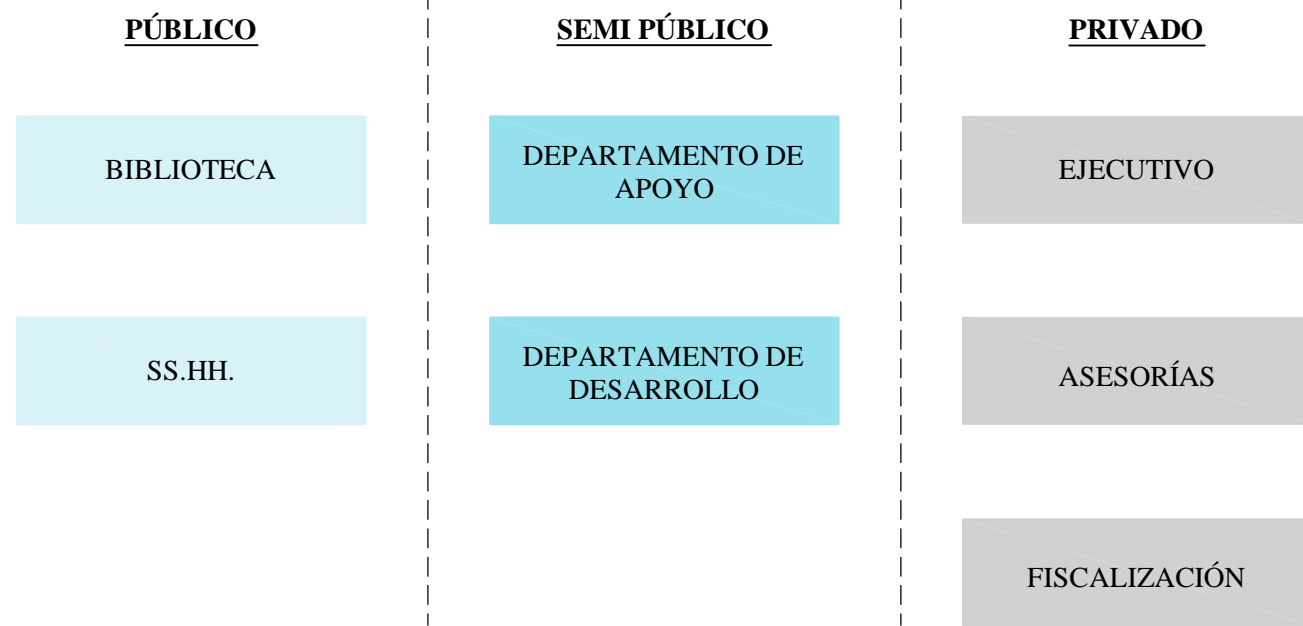 PÚBLICO
SEMI PÚBLICO
PRIVADO
BIBLIOTECA
DEPARTAMENTO DE
APOYO
EJECUTIVO
SS.HH.
DEPARTAMENTO DE
DESARROLLO
ASESORÍAS
FISCALIZACIÓN